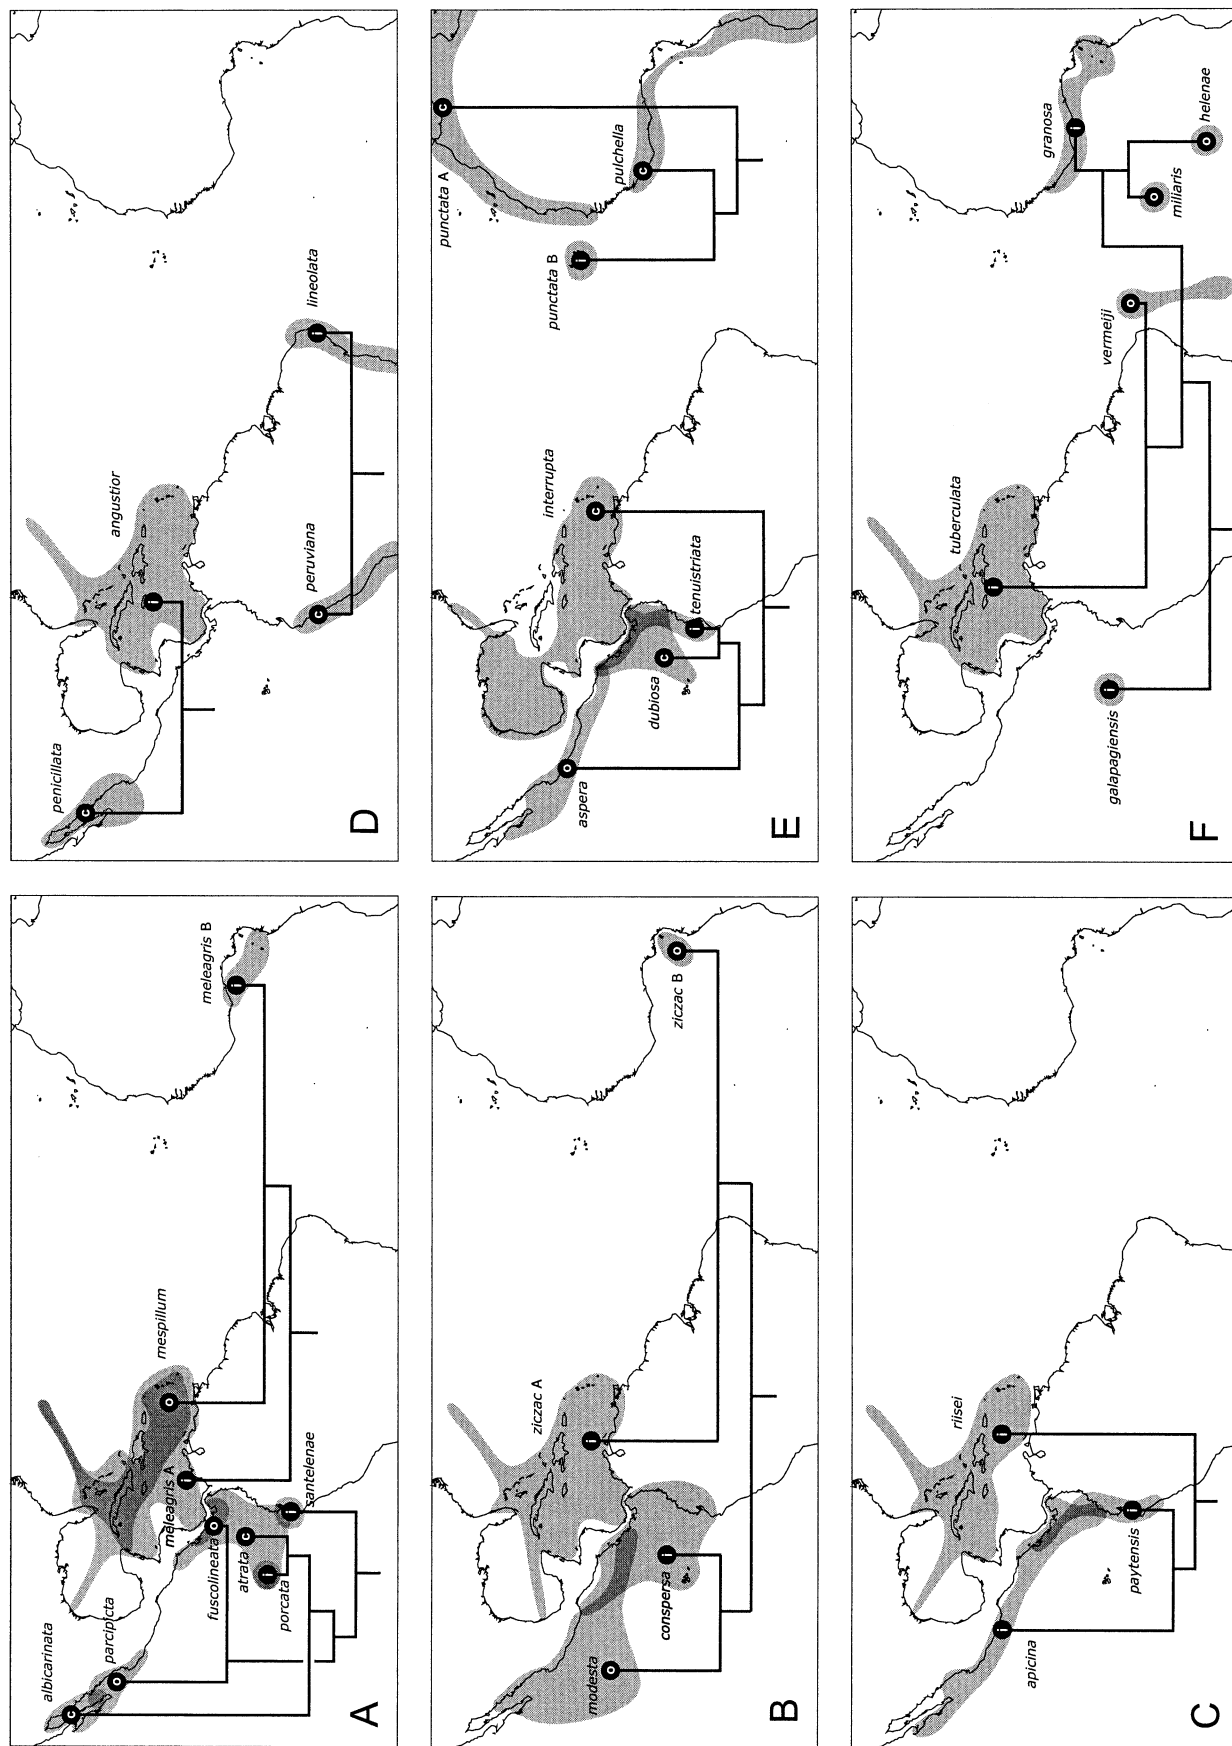 albicarinata
parcipicta
fuscolineata
atrata
porcata
santelenae
meleagris A
mespillum
meleagris B
c
o
o
c
i
i
i
o
i
A
modesta
conspersa
ziczac A
ziczac B
o
i
i
o
B
apicina
paytensis
riisei
i
i
i
C
penicillata
angustior
peruviana
lineolata
c
i
c
i
D
aspera
dubiosa
tenuistriata
interrupta
punctata B
pulchella
punctata A
o
c
i
c
i
c
c
E
galapagiensis
tuberculata
vermeiji
granosa
miliaris
helenae
i
i
o
i
o
o
F